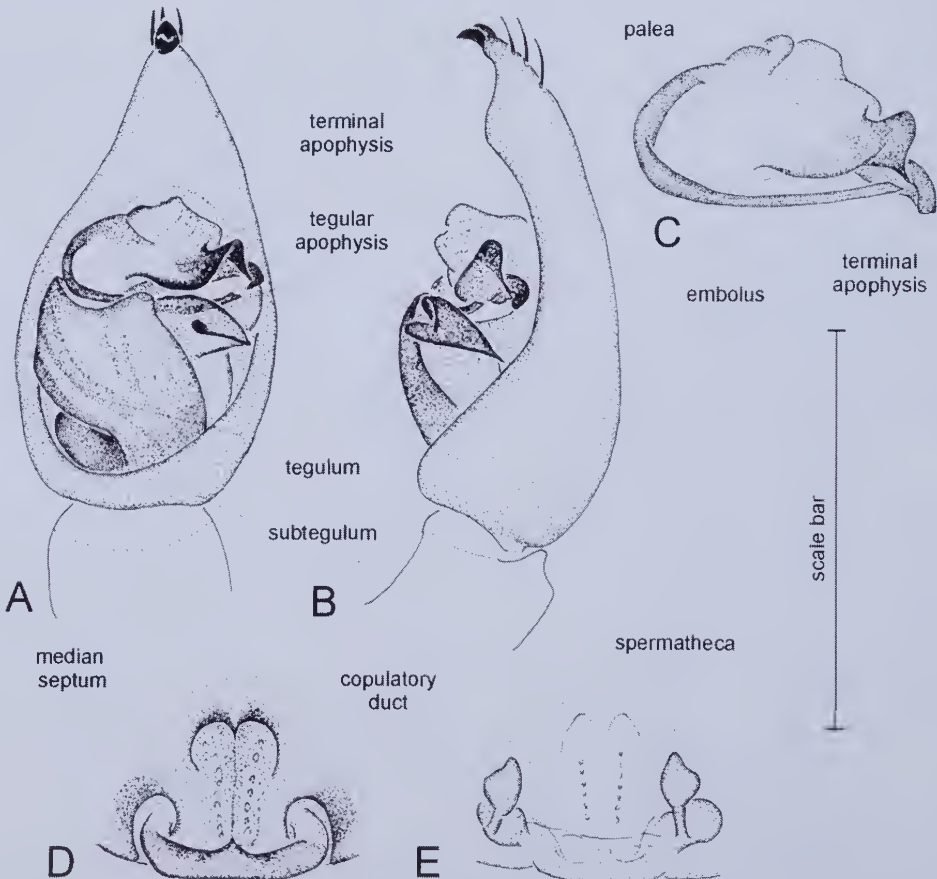 palea
terminal
apophysis
tegular
apophysis
C
embolus
terminal
apophysis
tegulum
subtegulum
scale bar
A
B
median
septum
copulatory
duct
spermatheca
D
E